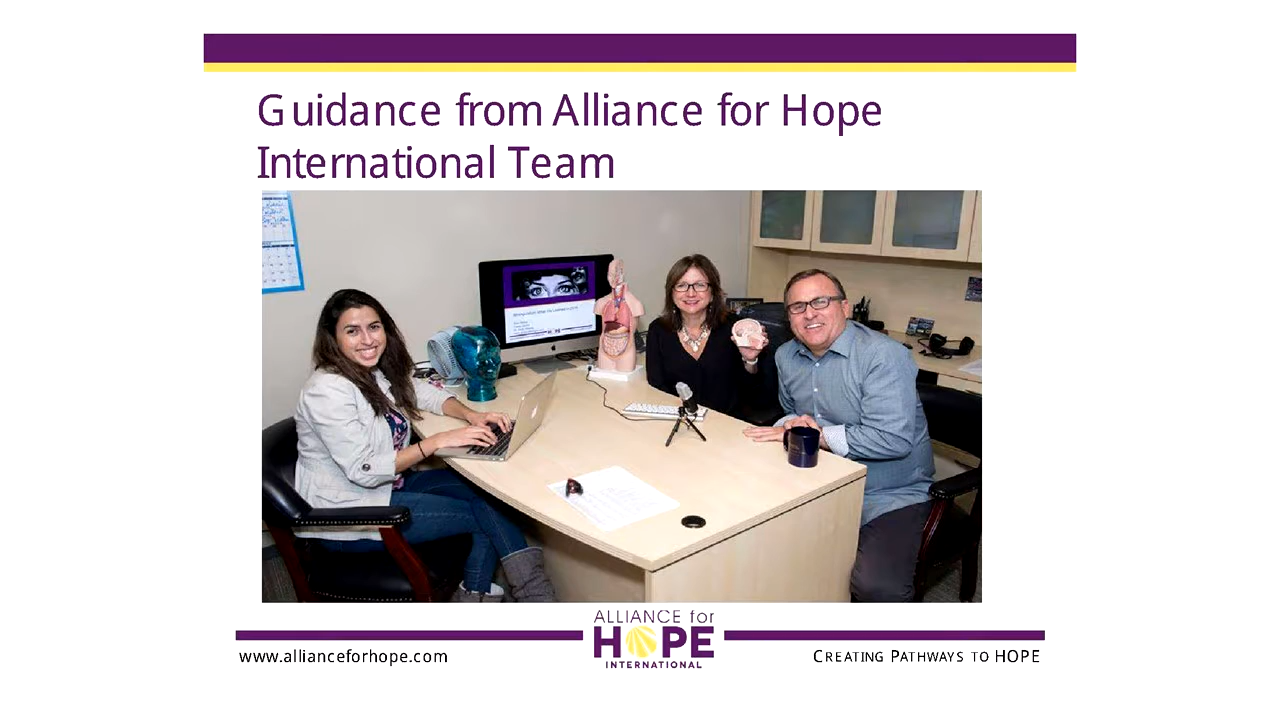 Guidance from Alliance for Hope
International Team
ALLIANCE for
HOPE
INTERNATIONAL
www.allianceforhope.com
CREATING PATHWAYS TO HOPE